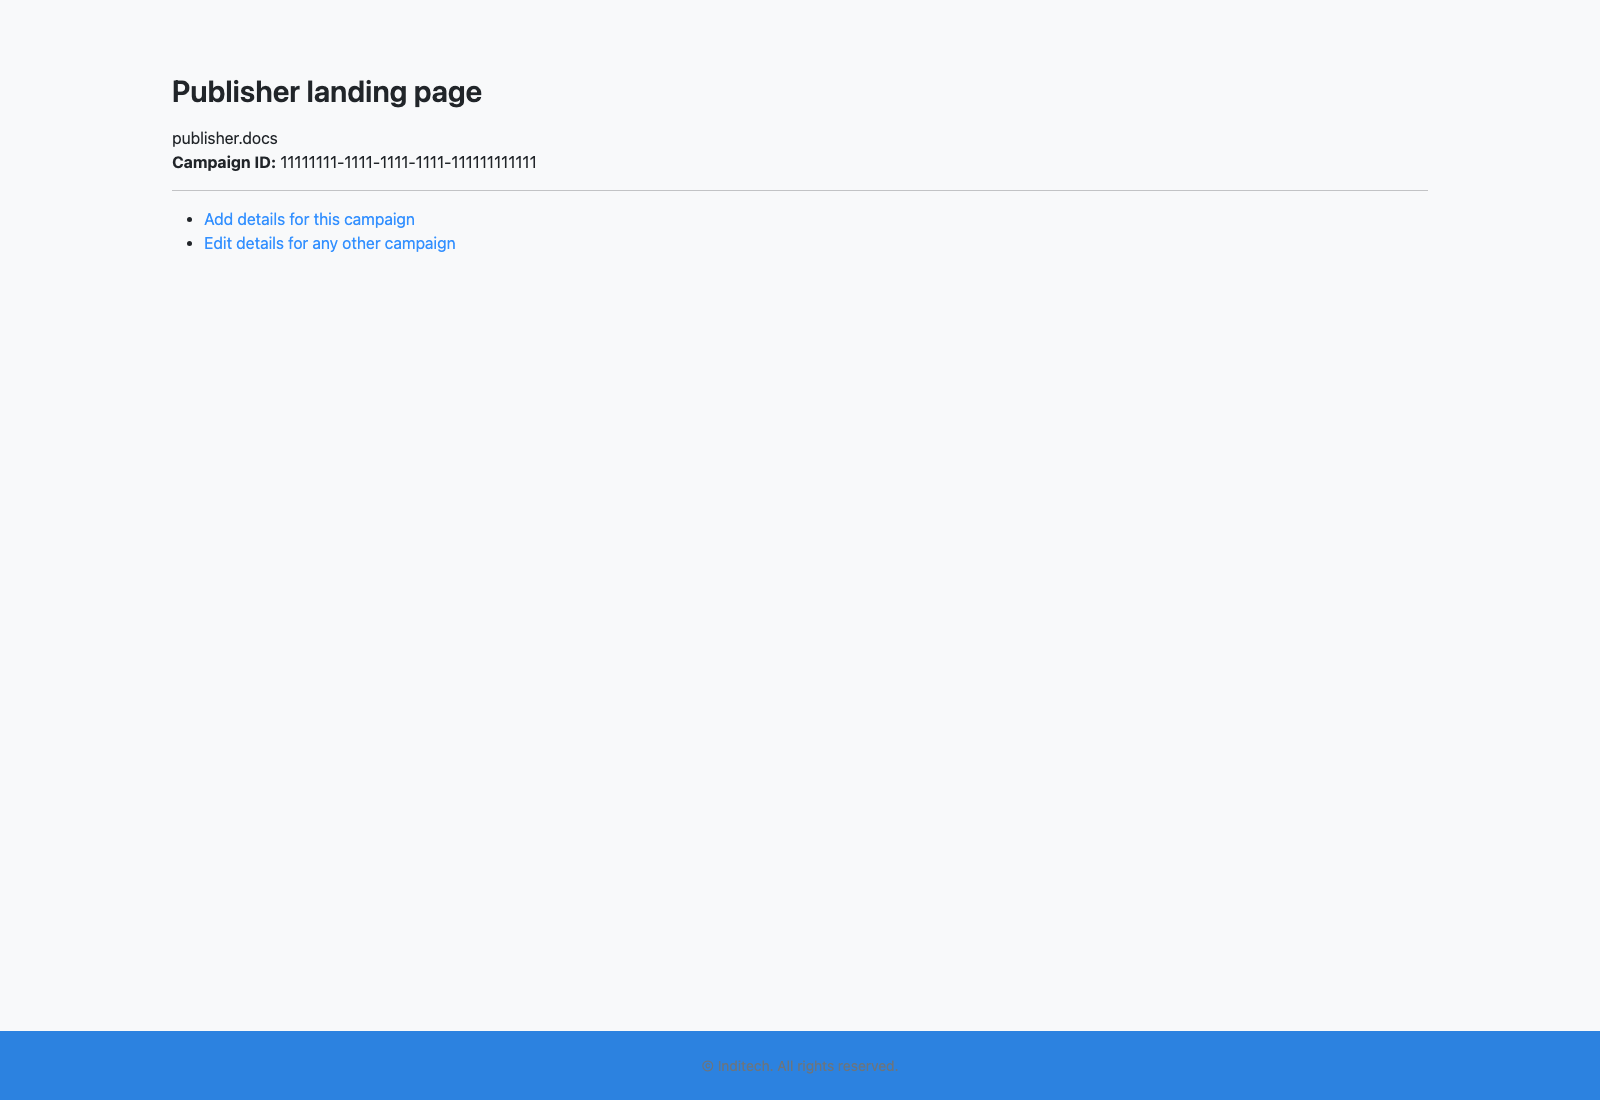 Publisher landing page
publisher.docs
Campaign ID: 11111111-1111-1111-1111-111111111111
Add details for this campaign
Edit details for any other campaign
All rights reserved.